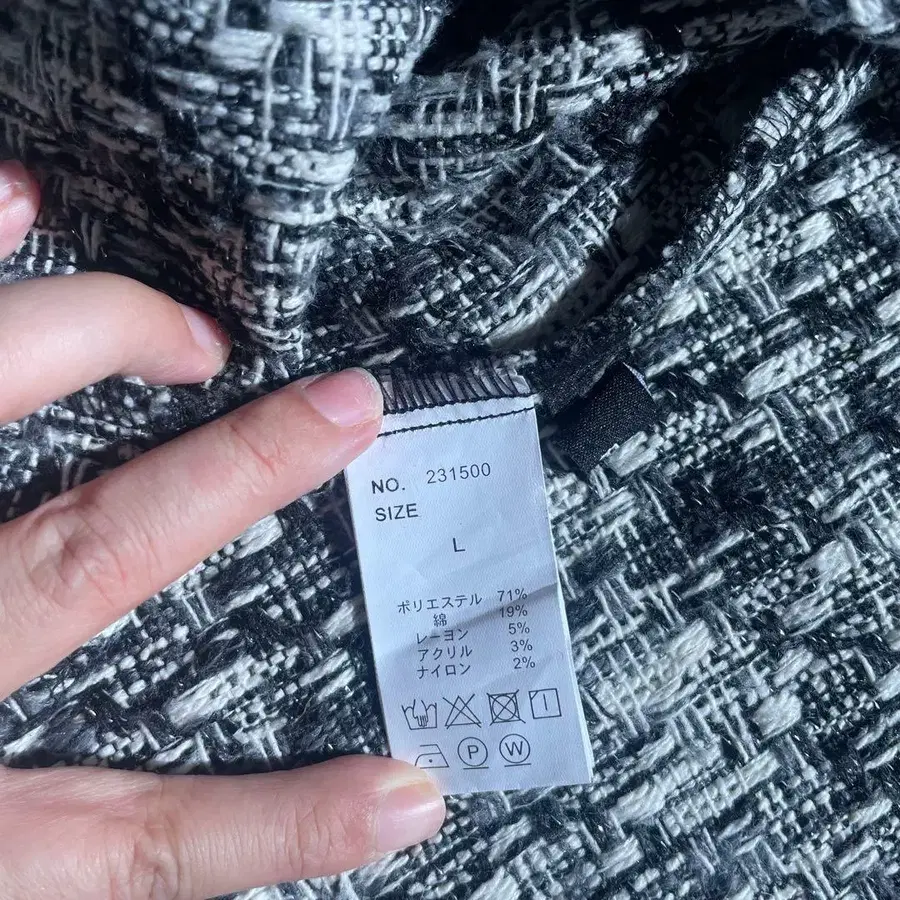 NO. 231500
SIZE
L
ポリエステル 71%
綿 19%
レーヨン 5%
アクリル 3%
ナイロン 2%
P W